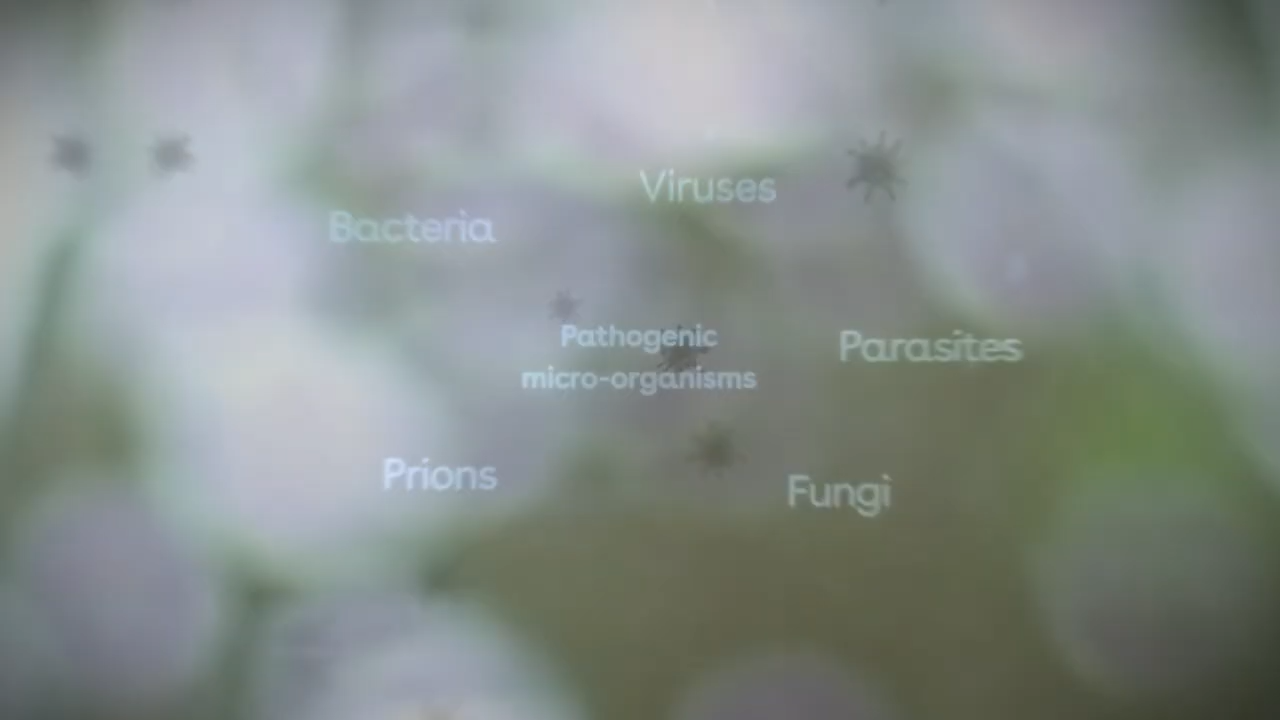 Viruses
Bacteria
Pathogenic
micro-organisms
Parasites
Prions
Fungi